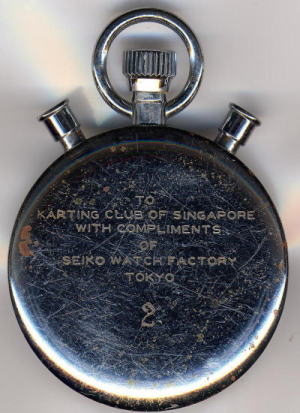 TO
KARTING CLUB OF SINGAPORE
WITH COMPLIMENTS
OF
SEIKO WATCH FACTORY
TOKYO
2